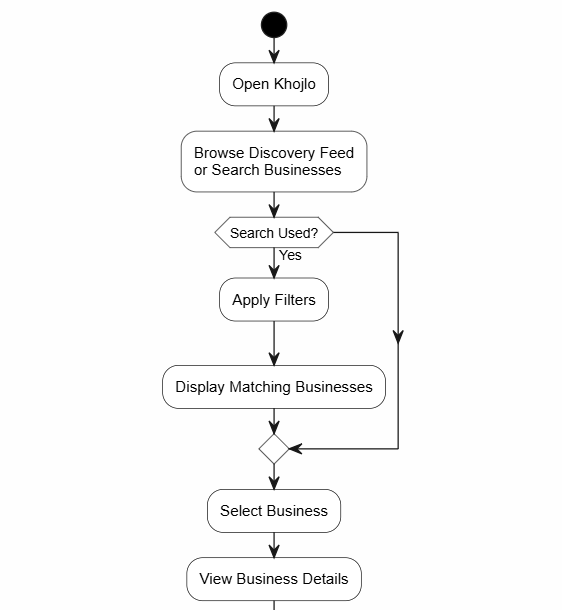 Open Khojlo
Browse Discovery Feed
or Search Businesses
Search Used?
Yes
Apply Filters
Display Matching Businesses
Select Business
View Business Details